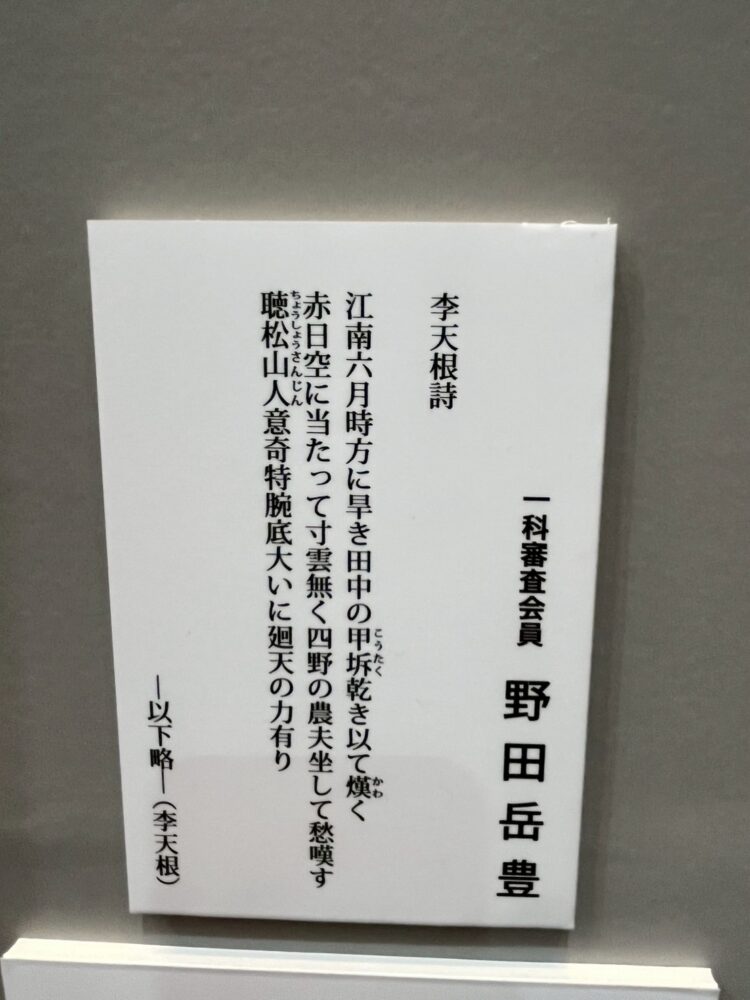 一科審査会員 野田岳豊
李天根詩
江南六月時方に旱き田中の甲坼乾き以て熯く
赤日空に当たって寸雲無く四野の農夫坐して愁嘆す
聴松山人意奇特腕底大いに廻天の力有り
―以下略―(李天根)